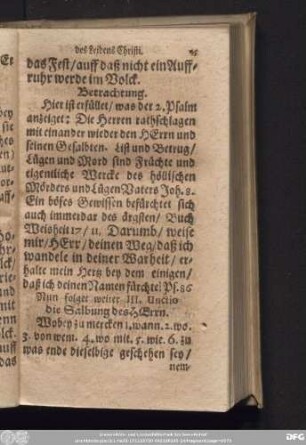 des Leidens Christi. 25
das Fest/ auff daß nicht ein Auff-
ruhr werde im Volck.
Betrachtung.
Hier ist erfüllet/ was der 2. Psalm
anzeiget: Die Herren rathschlagen
mit einander wieder den HErrn und
seinen Gesalbten. List und Betrug/
Lügen und Mord sind Früchte und
eigentliche Wercke des höllischen
Mörders und Lügen-Vaters Joh. 8.
Ein böses Gewissen befürchtet sich
auch immerdar des ärgsten/ Buch
Weisheit 17/ 11. Darumb/ weise
mir/ HErr/ deinen Weg/ daß ich
wandele in deiner Warheit/ er-
halte mein Hertz bey dem einigen/
daß ich deinen Namen fürchte: Ps. 86
Nun folget weiter III. Unctio
die Salbung des HErrn.
Wobey zu mercken 1. wann. 2. wo.
3. von wem. 4. wo mit. 5. wie. 6. zu
was ende dieselbige geschehen sey/
nem-